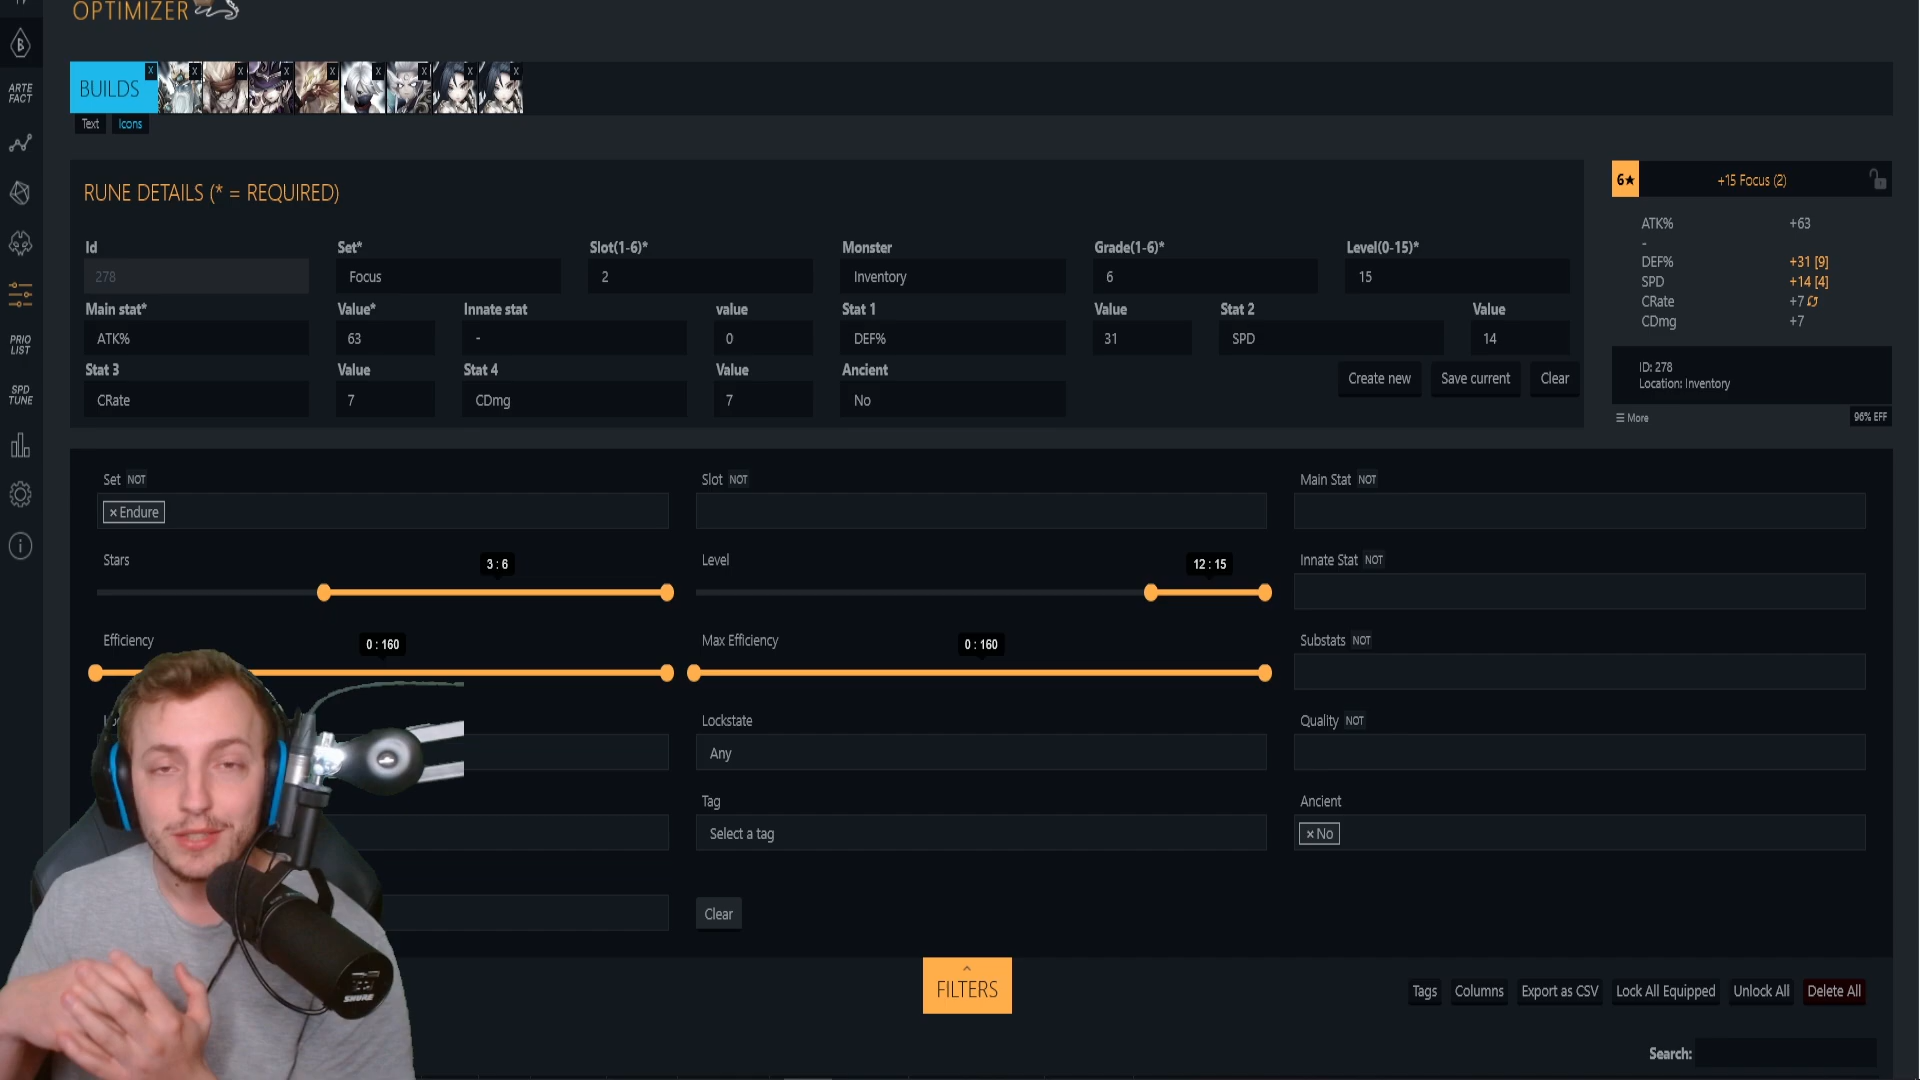 OPTIMIZER
BUILDS
X X X X X X X X X
Text Icons
ARTE
FACT
PRIO
LIST
SPD
TUNE
RUNE DETAILS (* = REQUIRED)
Id Set* Slot(1-6)* Monster Grade(1-6)* Level(0-15)*
278 Focus 2 Inventory 6 15
Main stat* Value* Innate stat value Stat 1 Value Stat 2 Value
ATK% 63 - 0 DEF% 31 SPD 14
Stat 3 Value Stat 4 Value Ancient
CRate 7 CDmg 7 No
Create new Save current Clear
6★ +15 Focus (2)
ATK% +63
-
DEF% +31 [9]
SPD +14 [4]
CRate +7
CDmg +7
ID: 278
Location: Inventory
☰ More 96% EFF
Set NOT Slot NOT Main Stat NOT
× Endure
Stars 3 : 6 Level 12 : 15 Innate Stat NOT
Efficiency 0 : 160 Max Efficiency 0 : 160 Substats NOT
Lockstate Quality NOT
Any
Tag Ancient
Select a tag × No
Clear
FILTERS
Tags Columns Export as CSV Lock All Equipped Unlock All Delete All
Search:
SHURE